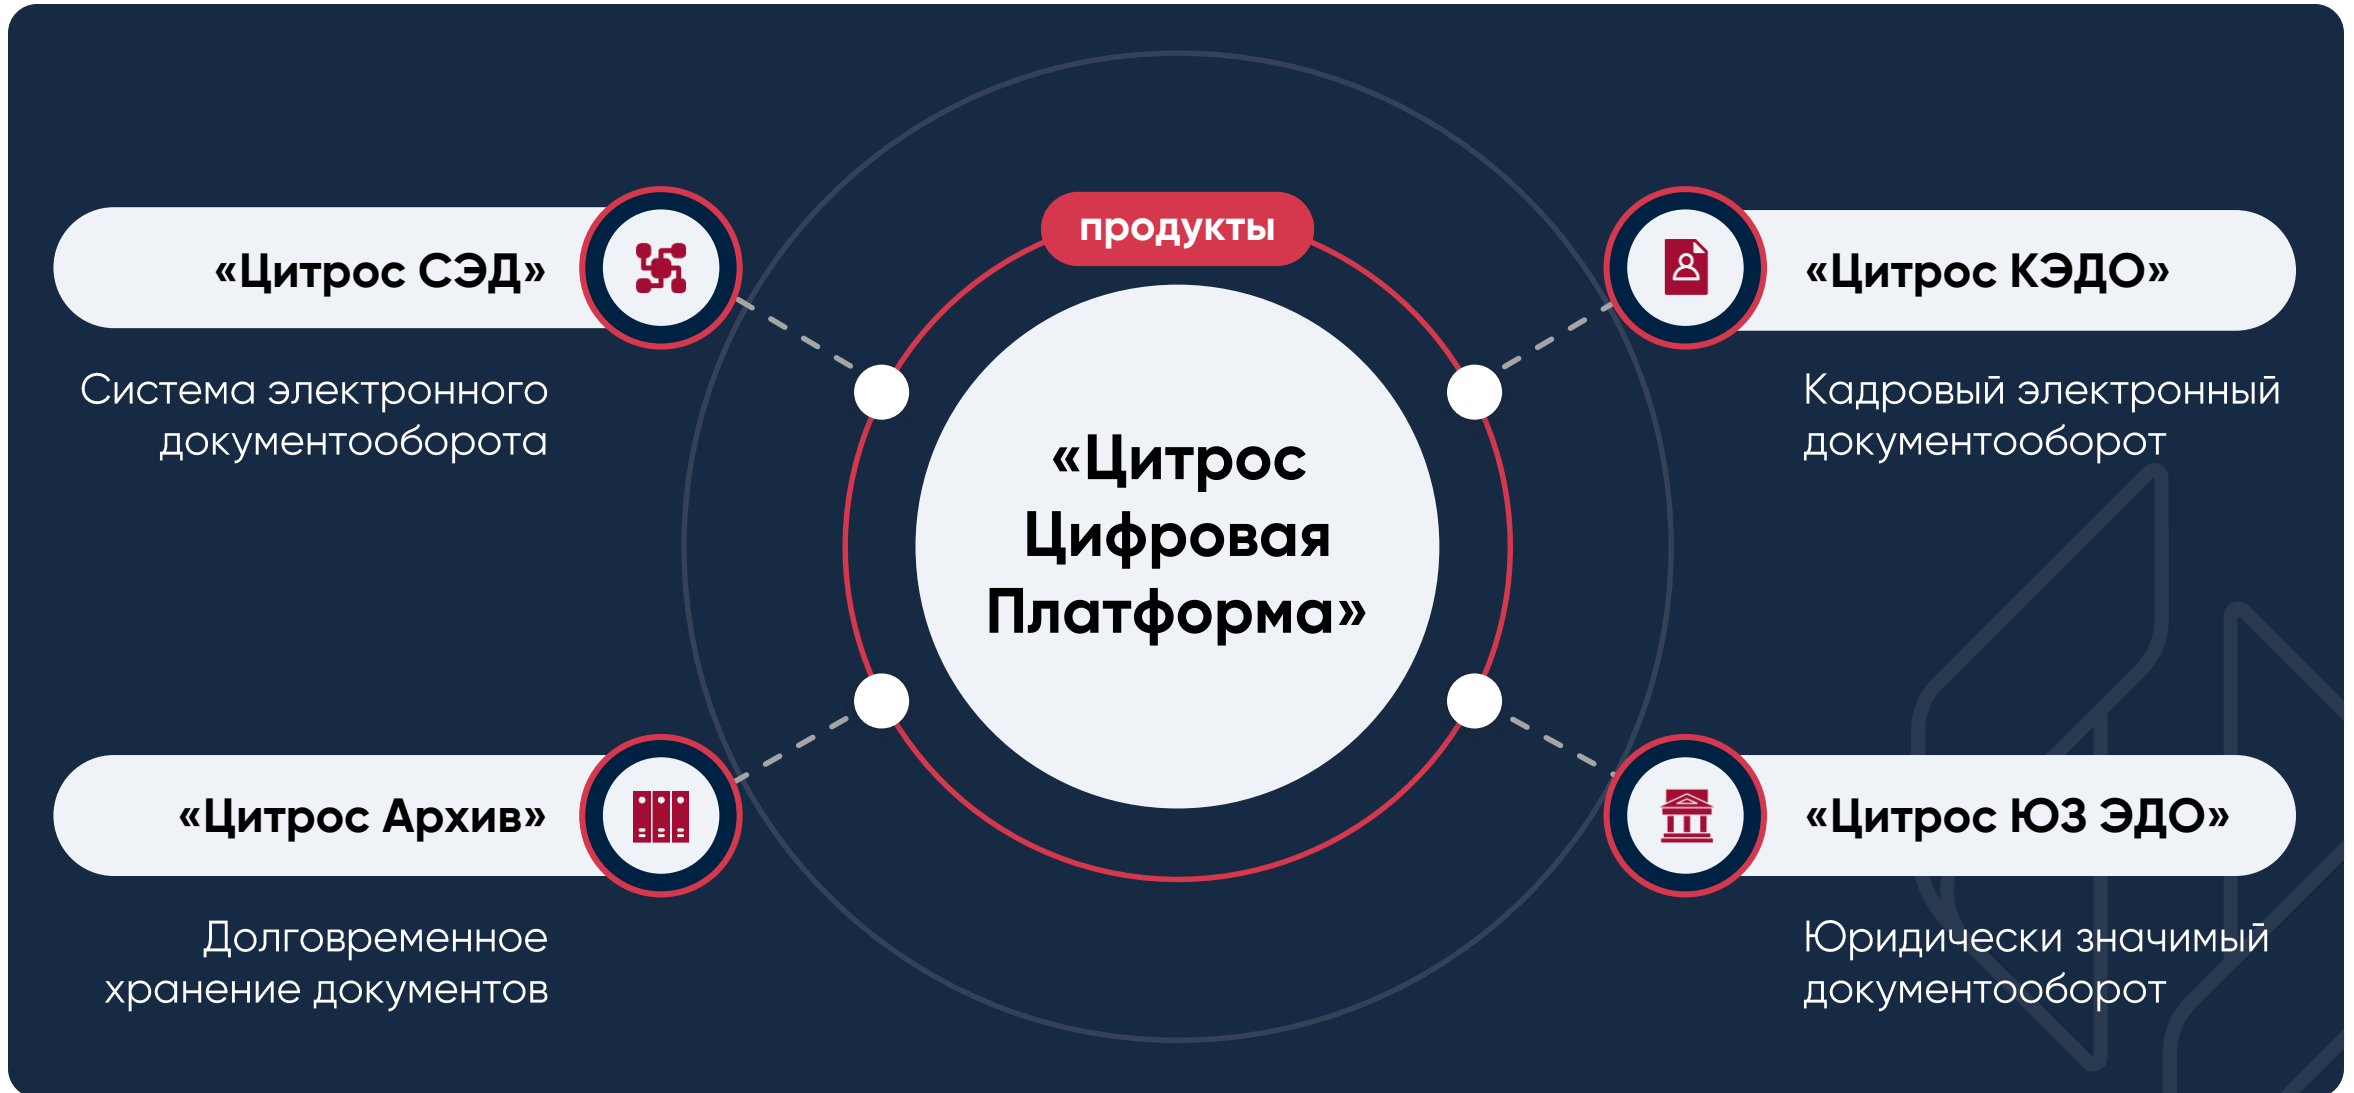 продукты
«Цитрос СЭД»
Система электронного
документооборота
«Цитрос КЭДО»
Кадровый электронный
документооборот
«Цитрос
Цифровая
Платформа»
«Цитрос Архив»
Долговременное
хранение документов
«Цитрос ЮЗ ЭДО»
Юридически значимый
документооборот